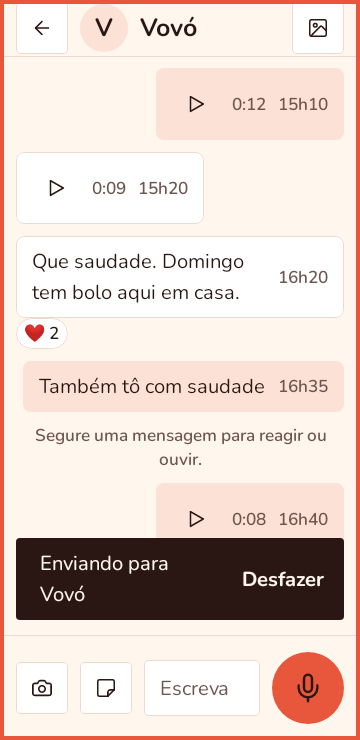 V Vovó
0:12 15h10
0:09 15h20
Que saudade. Domingo
tem bolo aqui em casa.
16h20
❤️ 2
Também tô com saudade 16h35
Segure uma mensagem para reagir ou
ouvir.
0:08 16h40
Enviando para
Vovó
Desfazer
Escreva